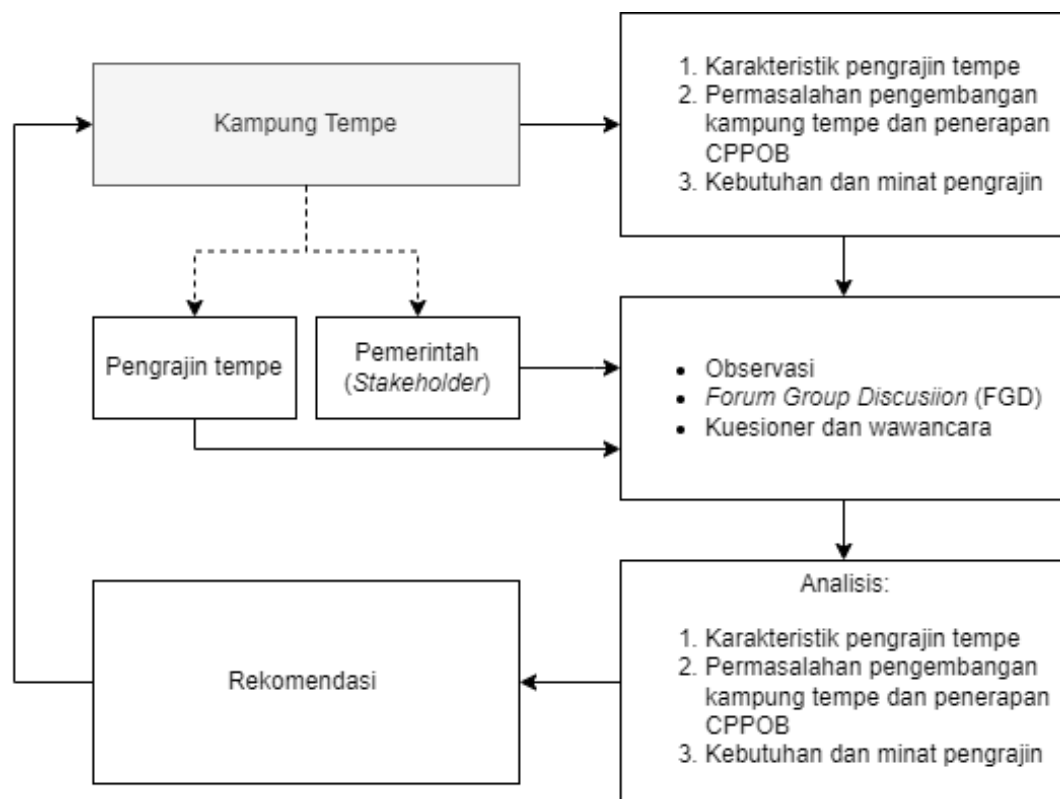 Kampung Tempe
1. Karakteristik pengrajin tempe
2. Permasalahan pengembangan
kampung tempe dan penerapan
CPPOB
3. Kebutuhan dan minat pengrajin
Pengrajin tempe
Pemerintah
(Stakeholder)
• Observasi
• Forum Group Discusiion (FGD)
• Kuesioner dan wawancara
Analisis:
1. Karakteristik pengrajin tempe
2. Permasalahan pengembangan
kampung tempe dan penerapan
CPPOB
3. Kebutuhan dan minat pengrajin
Rekomendasi